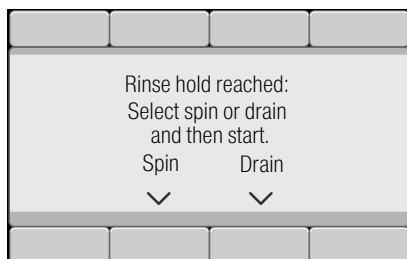 Rinse hold reached:
Select spin or drain
and then start.
Spin Drain